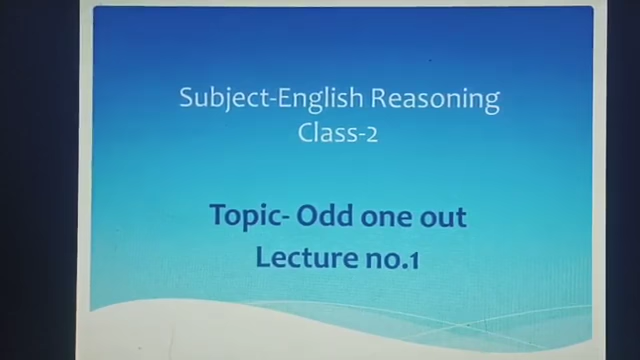 Subject-English Reasoning
Class-2
Topic- Odd one out
Lecture no.1